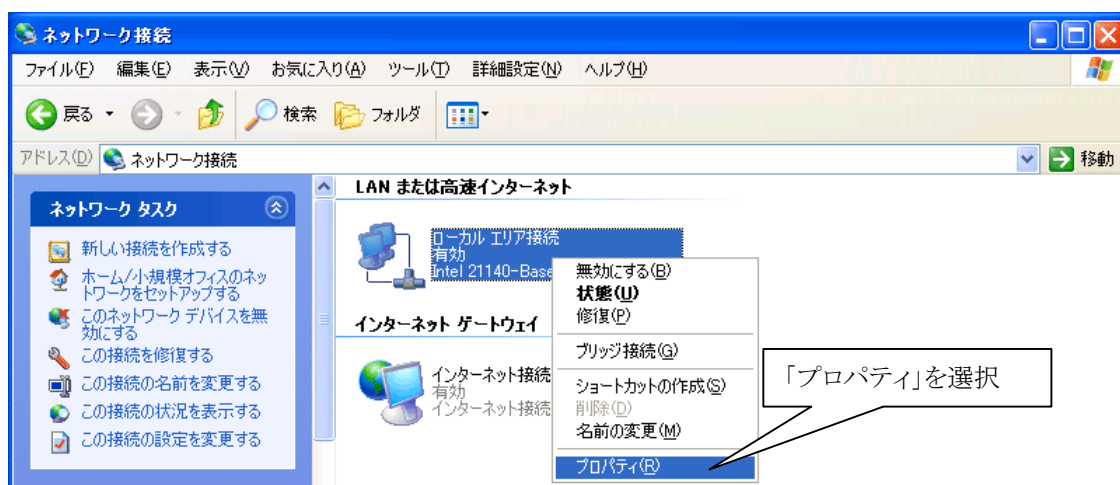 ネットワーク接続
ファイル(F) 編集(E) 表示(V) お気に入り(A) ツール(T) 詳細設定(N) ヘルプ(H)
戻る 検索 フォルダ
アドレス(D) ネットワーク接続 移動
ネットワーク タスク
新しい接続を作成する
ホーム/小規模オフィスのネッ
トワークをセットアップする
このネットワーク デバイスを無
効にする
この接続を修復する
この接続の名前を変更する
この接続の状況を表示する
この接続の設定を変更する
LAN または高速インターネット
ローカル エリア接続
有効
Intel 21140-Base
インターネット ゲートウェイ
インターネット接続
有効
インターネット接続
無効にする(B)
状態(U)
修復(P)
ブリッジ接続(G)
ショートカットの作成(S)
削除(D)
名前の変更(M)
プロパティ(R)
「プロパティ」を選択